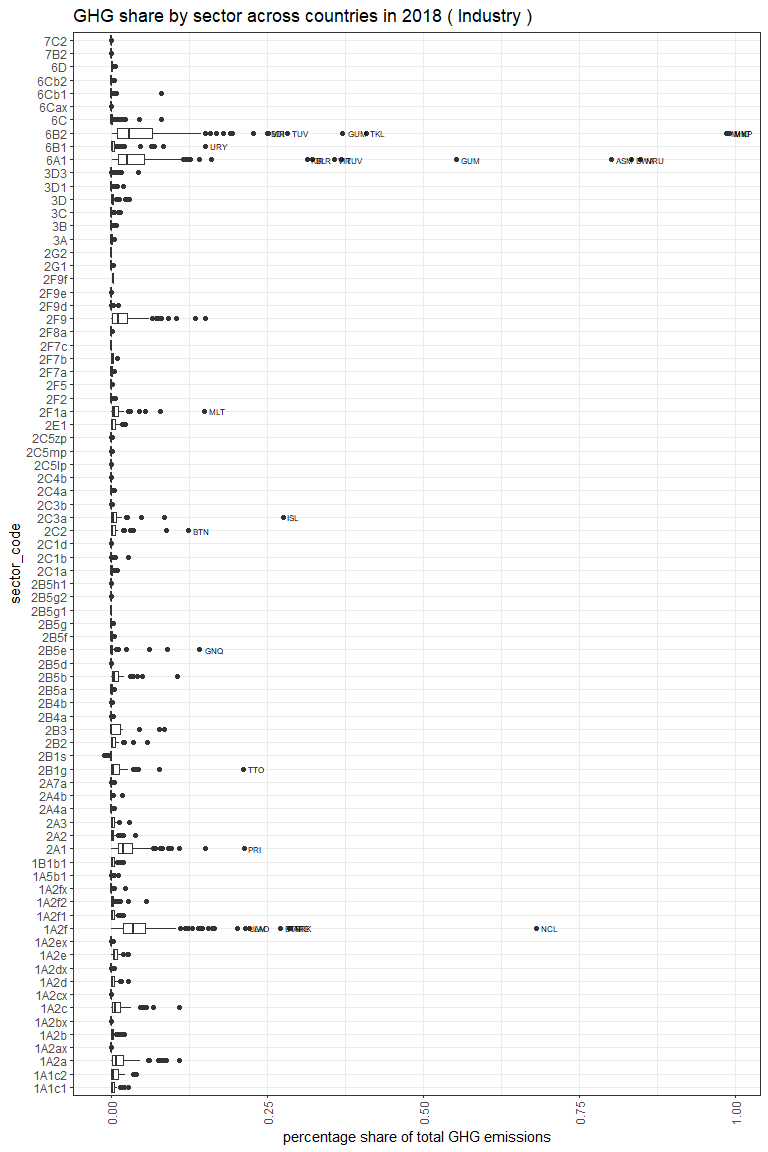 GHG share by sector across countries in 2018 ( Industry )
sector_code
7C2
7B2
6D
6Cb2
6Cb1
6Cax
6C
6B2 TUV GUM TKL
6B1 URY
6A1 TUV GUM ASM NRU
3D3
3D1
3D
3C
3B
3A
2G2
2G1
2F9f
2F9e
2F9d
2F9
2F8a
2F7c
2F7b
2F7a
2F5
2F2
2F1a MLT
2E1
2C5zp
2C5mp
2C5lp
2C4b
2C4a
2C3b
2C3a ISL
2C2 BTN
2C1d
2C1b
2C1a
2B5h1
2B5g2
2B5g1
2B5g
2B5f
2B5e GNQ
2B5d
2B5b
2B5a
2B4b
2B4a
2B3
2B2
2B1s
2B1g TTO
2A7a
2A4b
2A4a
2A3
2A2
2A1 PRI
1B1b1
1A5b1
1A2fx
1A2f2
1A2f1
1A2f NCL
1A2ex
1A2e
1A2dx
1A2d
1A2cx
1A2c
1A2bx
1A2b
1A2ax
1A2a
1A1c2
1A1c1
0.00 0.25 0.50 0.75 1.00
percentage share of total GHG emissions